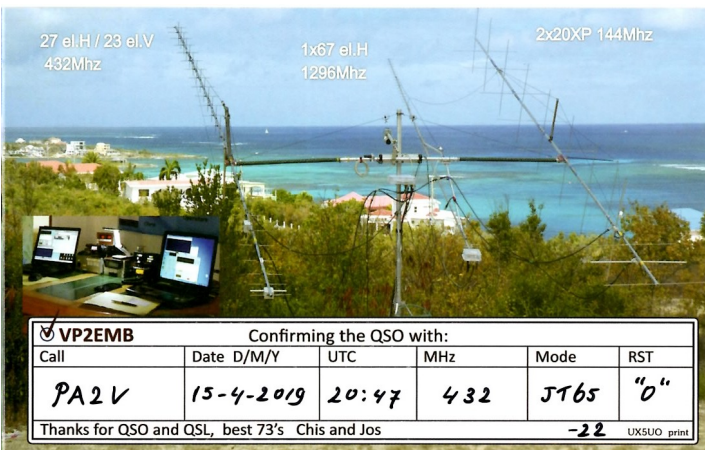 27 el.H / 23 el.V
432Mhz
1x67 el.H
1296Mhz
2x20XP 144Mhz
VP2EMB Confirming the QSO with:
Call Date D/M/Y UTC MHz Mode RST
PA2V 15-4-2019 20:47 432 JT65 "O"
Thanks for QSO and QSL, best 73's Chis and Jos -22 UX5UO print